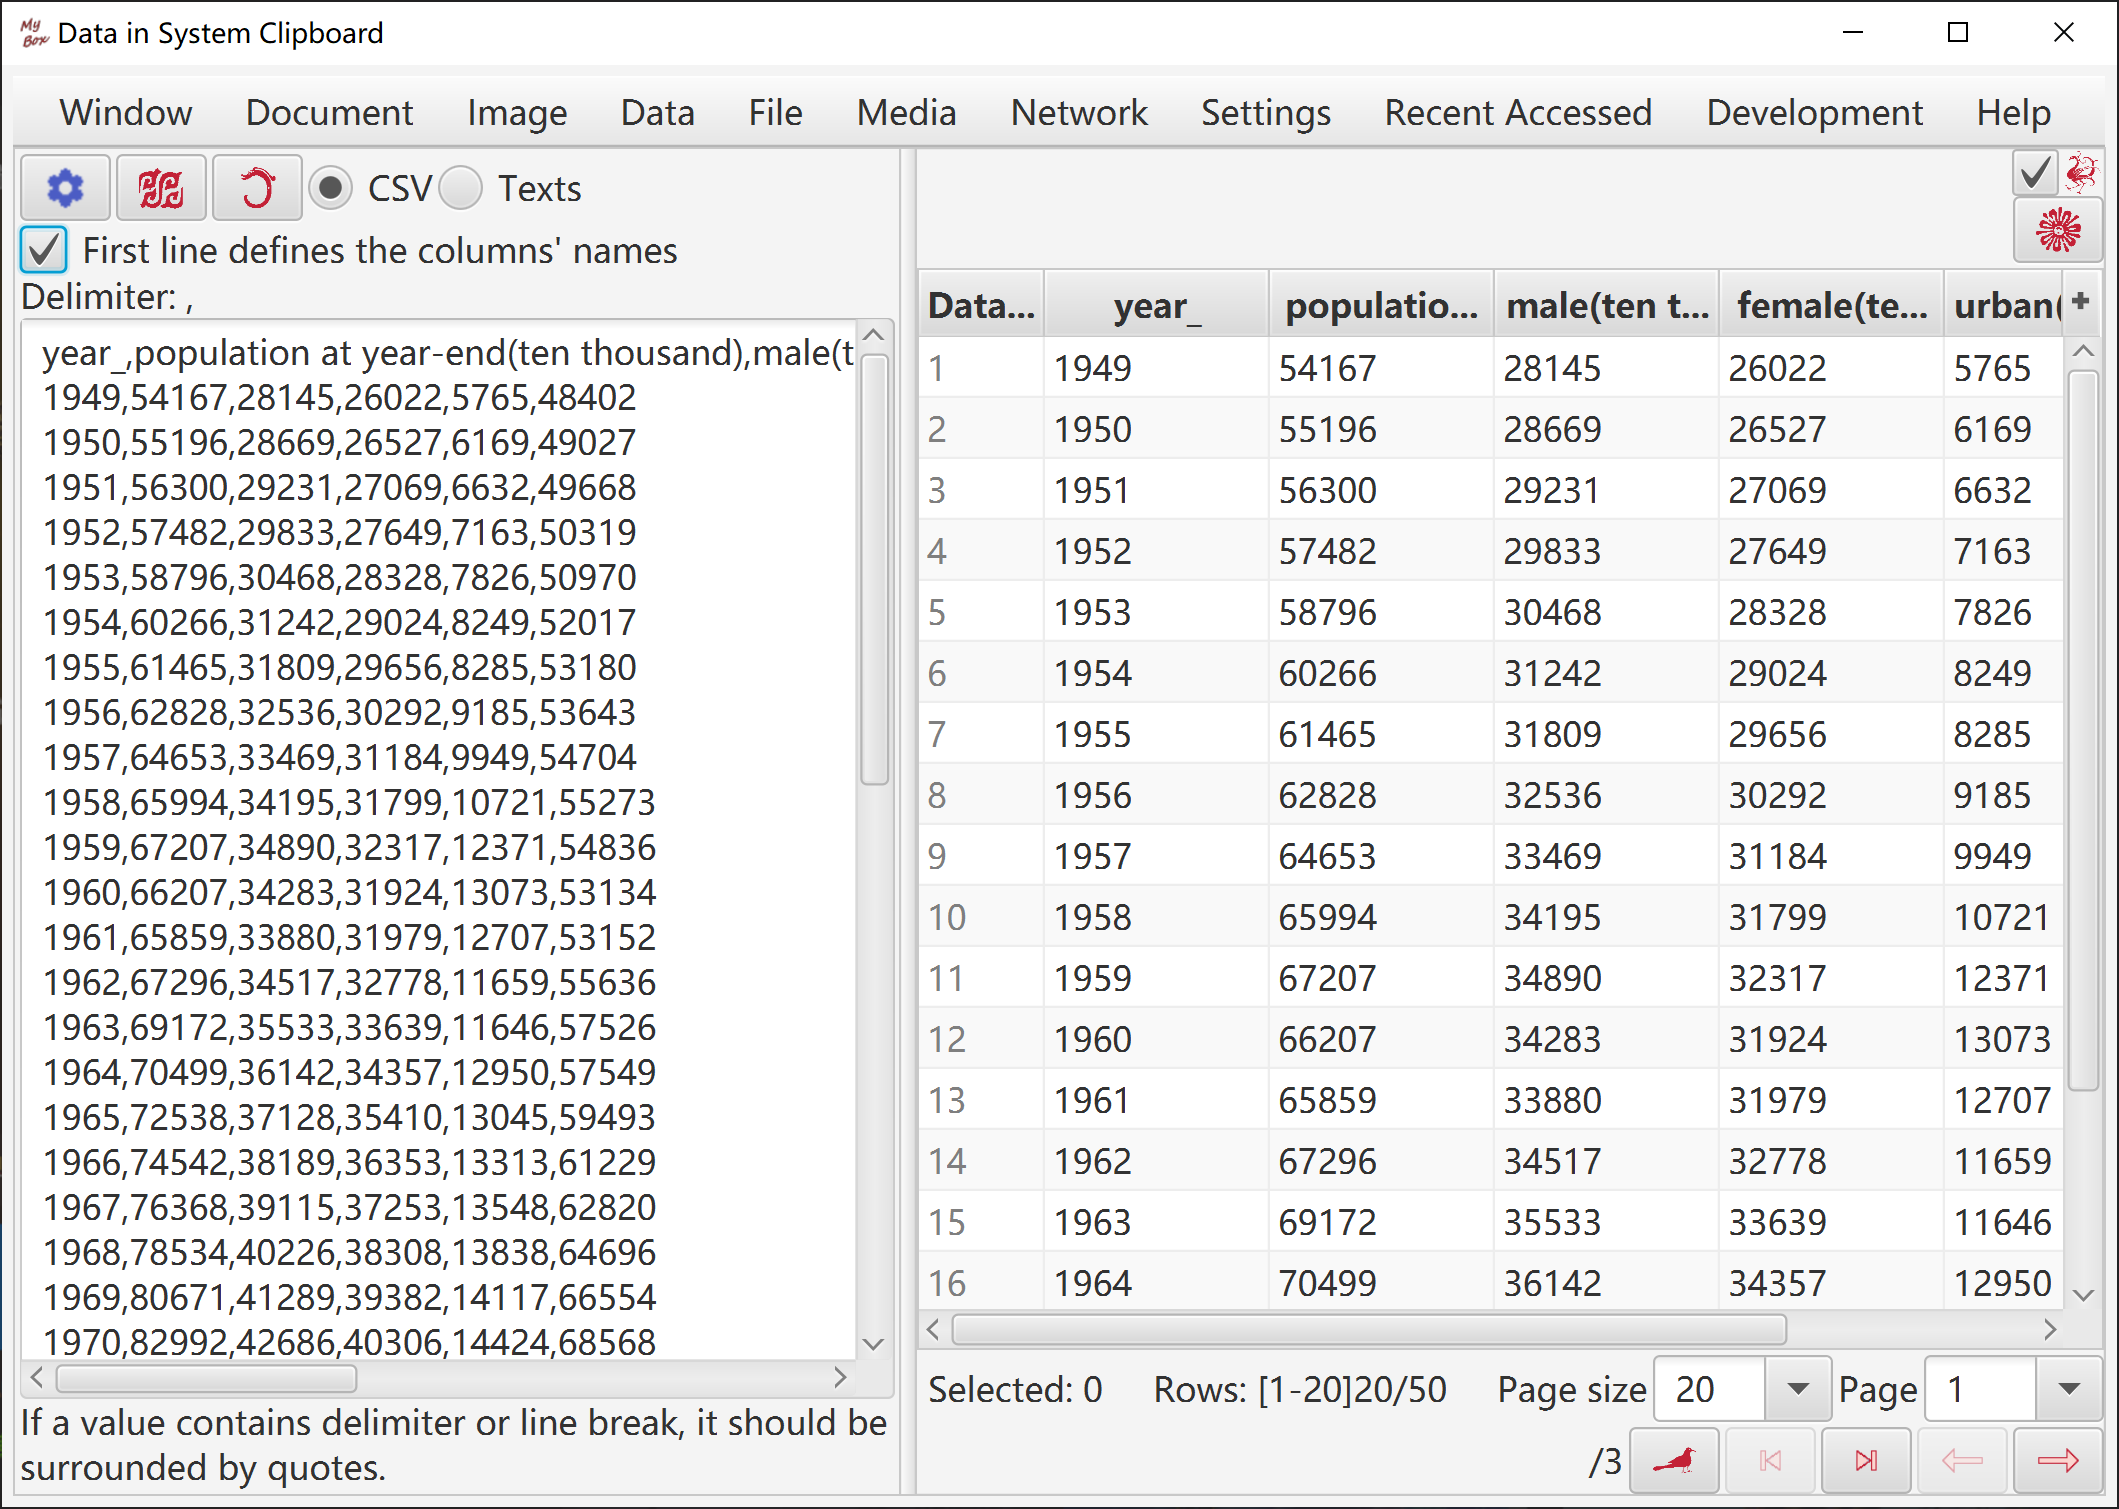 My Box Data in System Clipboard
Window Document Image Data File Media Network Settings Recent Accessed Development Help
CSV Texts
First line defines the columns' names
Delimiter: ,
year_,population at year-end(ten thousand),male(t
1949,54167,28145,26022,5765,48402
1950,55196,28669,26527,6169,49027
1951,56300,29231,27069,6632,49668
1952,57482,29833,27649,7163,50319
1953,58796,30468,28328,7826,50970
1954,60266,31242,29024,8249,52017
1955,61465,31809,29656,8285,53180
1956,62828,32536,30292,9185,53643
1957,64653,33469,31184,9949,54704
1958,65994,34195,31799,10721,55273
1959,67207,34890,32317,12371,54836
1960,66207,34283,31924,13073,53134
1961,65859,33880,31979,12707,53152
1962,67296,34517,32778,11659,55636
1963,69172,35533,33639,11646,57526
1964,70499,36142,34357,12950,57549
1965,72538,37128,35410,13045,59493
1966,74542,38189,36353,13313,61229
1967,76368,39115,37253,13548,62820
1968,78534,40226,38308,13838,64696
1969,80671,41289,39382,14117,66554
1970,82992,42686,40306,14424,68568
If a value contains delimiter or line break, it should be
surrounded by quotes.
Data... year_ populatio... male(ten t... female(te... urban( +
1 1949 54167 28145 26022 5765
2 1950 55196 28669 26527 6169
3 1951 56300 29231 27069 6632
4 1952 57482 29833 27649 7163
5 1953 58796 30468 28328 7826
6 1954 60266 31242 29024 8249
7 1955 61465 31809 29656 8285
8 1956 62828 32536 30292 9185
9 1957 64653 33469 31184 9949
10 1958 65994 34195 31799 10721
11 1959 67207 34890 32317 12371
12 1960 66207 34283 31924 13073
13 1961 65859 33880 31979 12707
14 1962 67296 34517 32778 11659
15 1963 69172 35533 33639 11646
16 1964 70499 36142 34357 12950
Selected: 0 Rows: [1-20]20/50 Page size 20 Page 1
/3